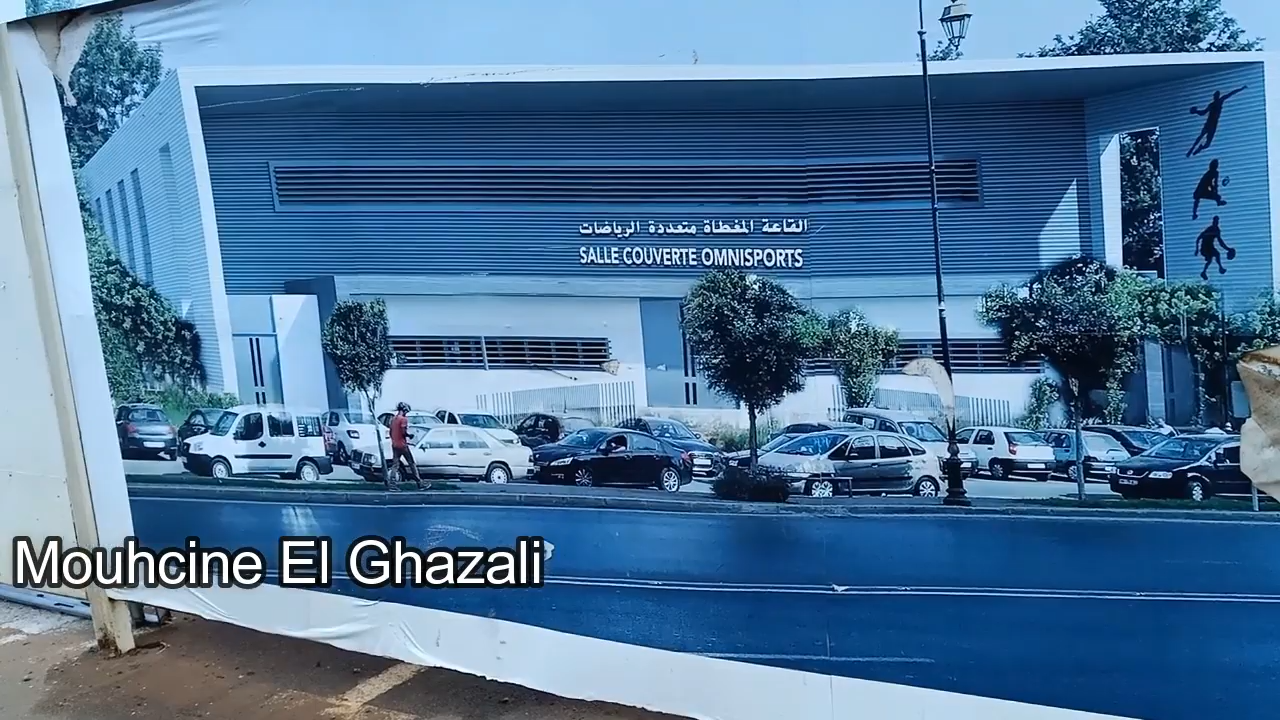 القاعة المغطاة متعددة الرياضات
SALLE COUVERTE OMNISPORTS
Mouhcine El Ghazali